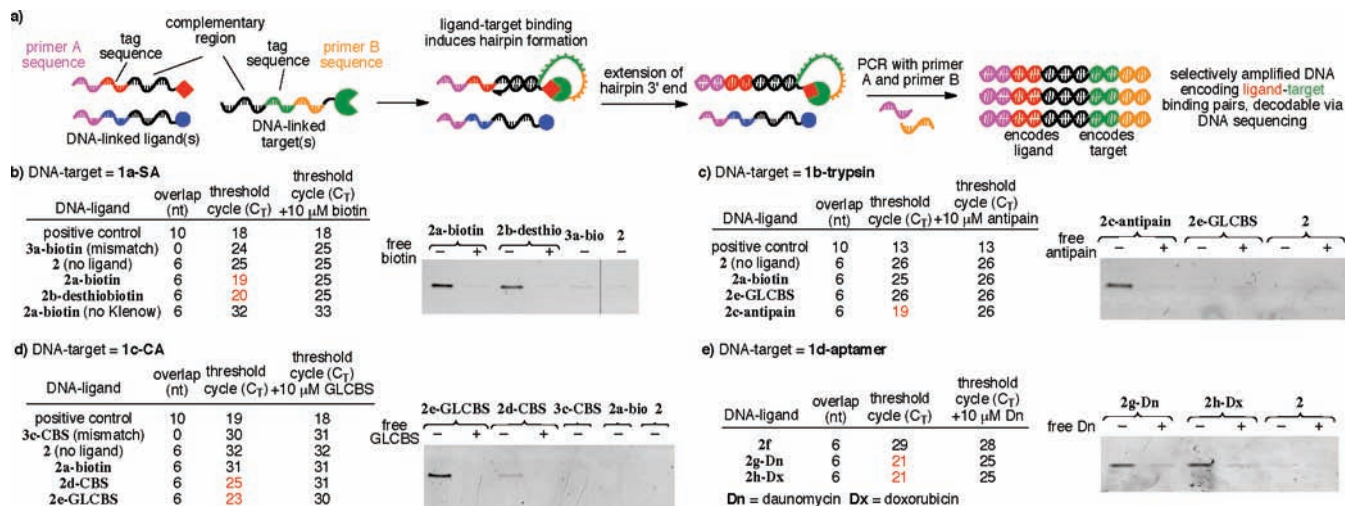 a)
primer A
sequence
tag
sequence
complementary
region
tag
sequence
primer B
sequence
DNA-linked ligand(s)
DNA-linked
target(s)
ligand-target binding
induces hairpin formation
extension of
hairpin 3' end
PCR with primer
A and primer B
encodes
ligand
encodes
target
selectively amplified DNA
encoding ligand-target
binding pairs, decodable via
DNA sequencing
b) DNA-target = 1a-SA
DNA-ligand overlap (nt) threshold cycle (CT) threshold cycle (CT) +10 μM biotin
positive control 10 18 18
3a-biotin (mismatch) 0 24 25
2 (no ligand) 6 25 25
2a-biotin 6 19 25
2b-desthiobiotin 6 20 25
2a-biotin (no Klenow) 6 32 33
2a-biotin 2b-desthio 3a-bio 2
free biotin − + − + − −
c) DNA-target = 1b-trypsin
DNA-ligand overlap (nt) threshold cycle (CT) threshold cycle (CT) +10 μM antipain
positive control 10 13 13
2 (no ligand) 6 26 26
2a-biotin 6 25 26
2e-GLCBS 6 26 26
2c-antipain 6 19 26
2c-antipain 2e-GLCBS 2
free antipain − + − + − +
d) DNA-target = 1c-CA
DNA-ligand overlap (nt) threshold cycle (CT) threshold cycle (CT) +10 μM GLCBS
positive control 10 19 18
3c-CBS (mismatch) 0 30 31
2 (no ligand) 6 32 32
2a-biotin 6 31 31
2d-CBS 6 25 31
2e-GLCBS 6 23 30
2e-GLCBS 2d-CBS 3c-CBS 2a-bio 2
free GLCBS − + − + − − −
e) DNA-target = 1d-aptamer
DNA-ligand overlap (nt) threshold cycle (CT) threshold cycle (CT) +10 μM Dn
2f 6 29 28
2g-Dn 6 21 25
2h-Dx 6 21 25
Dn = daunomycin Dx = doxorubicin
2g-Dn 2h-Dx 2
free Dn − + − + − +